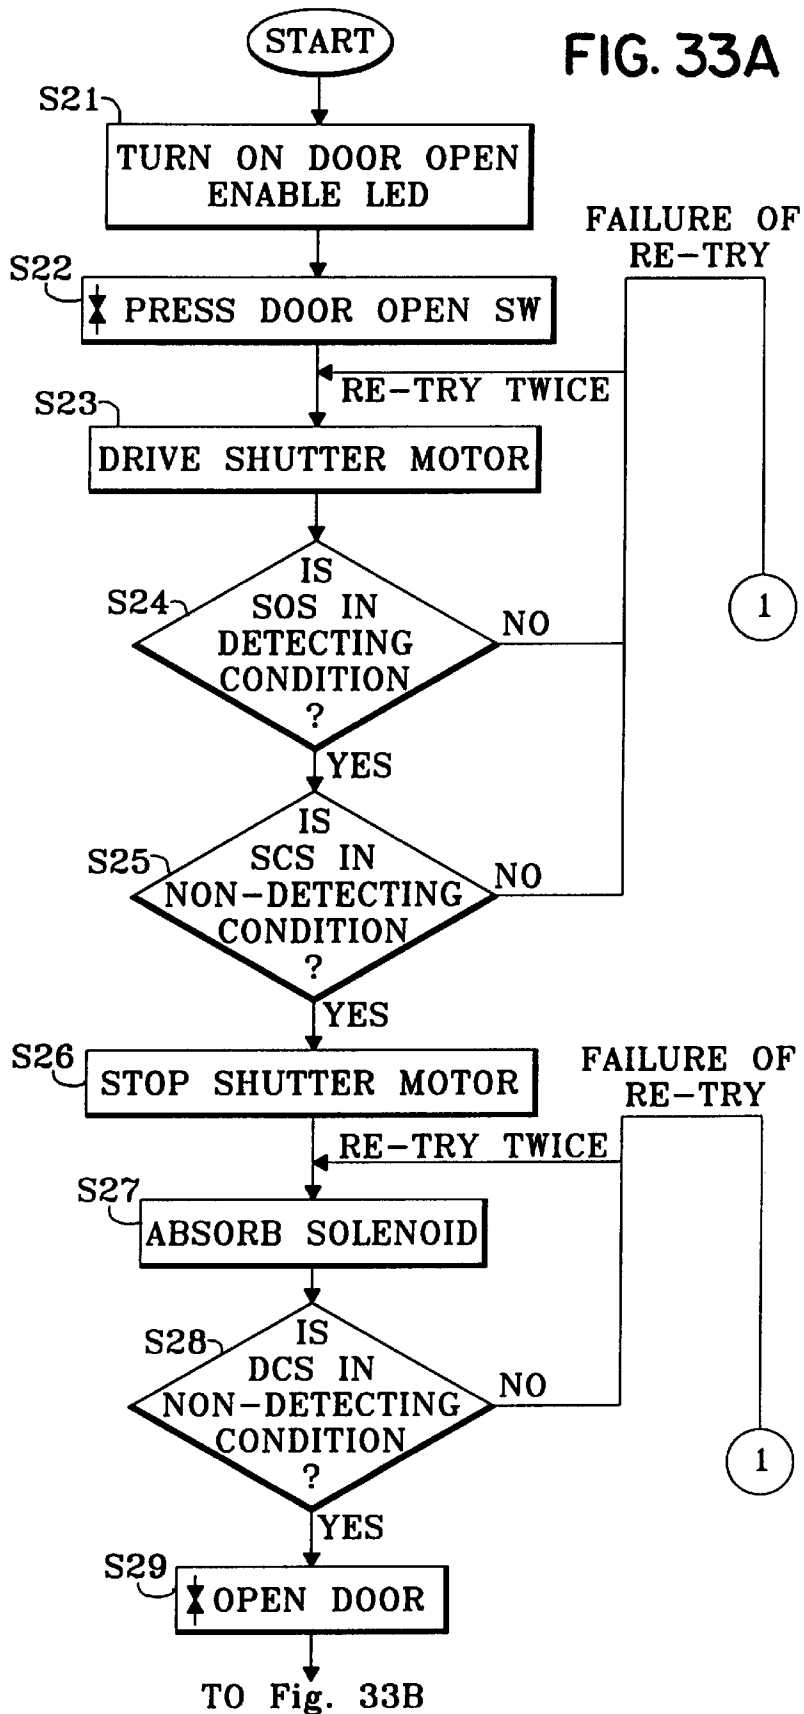 START
FIG. 33A
S21
TURN ON DOOR OPEN
ENABLE LED
FAILURE OF
RE-TRY
S22
PRESS DOOR OPEN SW
RE-TRY TWICE
S23
DRIVE SHUTTER MOTOR
IS
SOS IN
DETECTING
CONDITION
?
S24
NO
1
YES
IS
SCS IN
NON-DETECTING
CONDITION
?
S25
NO
YES
S26
STOP SHUTTER MOTOR
FAILURE OF
RE-TRY
RE-TRY TWICE
S27
ABSORB SOLENOID
S28
IS
DCS IN
NON-DETECTING
CONDITION
?
NO
1
YES
S29
OPEN DOOR
TO Fig. 33B